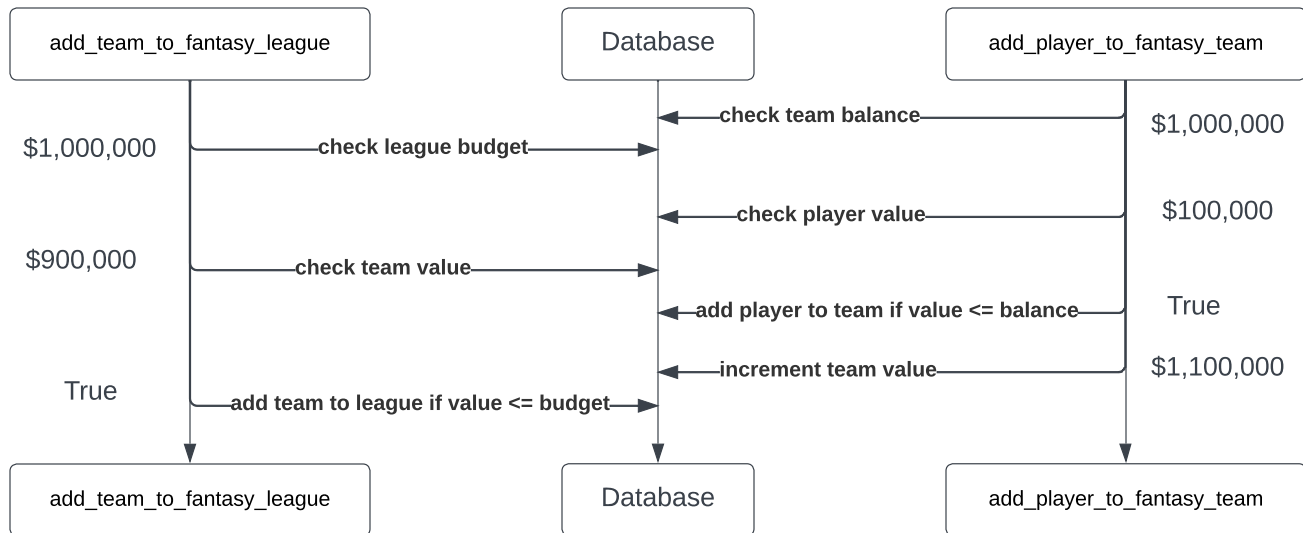 add_team_to_fantasy_league
Database
add_player_to_fantasy_team
check team balance
$1,000,000
$1,000,000
check league budget
check player value
$100,000
$900,000
check team value
add player to team if value <= balance
True
increment team value
$1,100,000
True
add team to league if value <= budget
add_team_to_fantasy_league
Database
add_player_to_fantasy_team